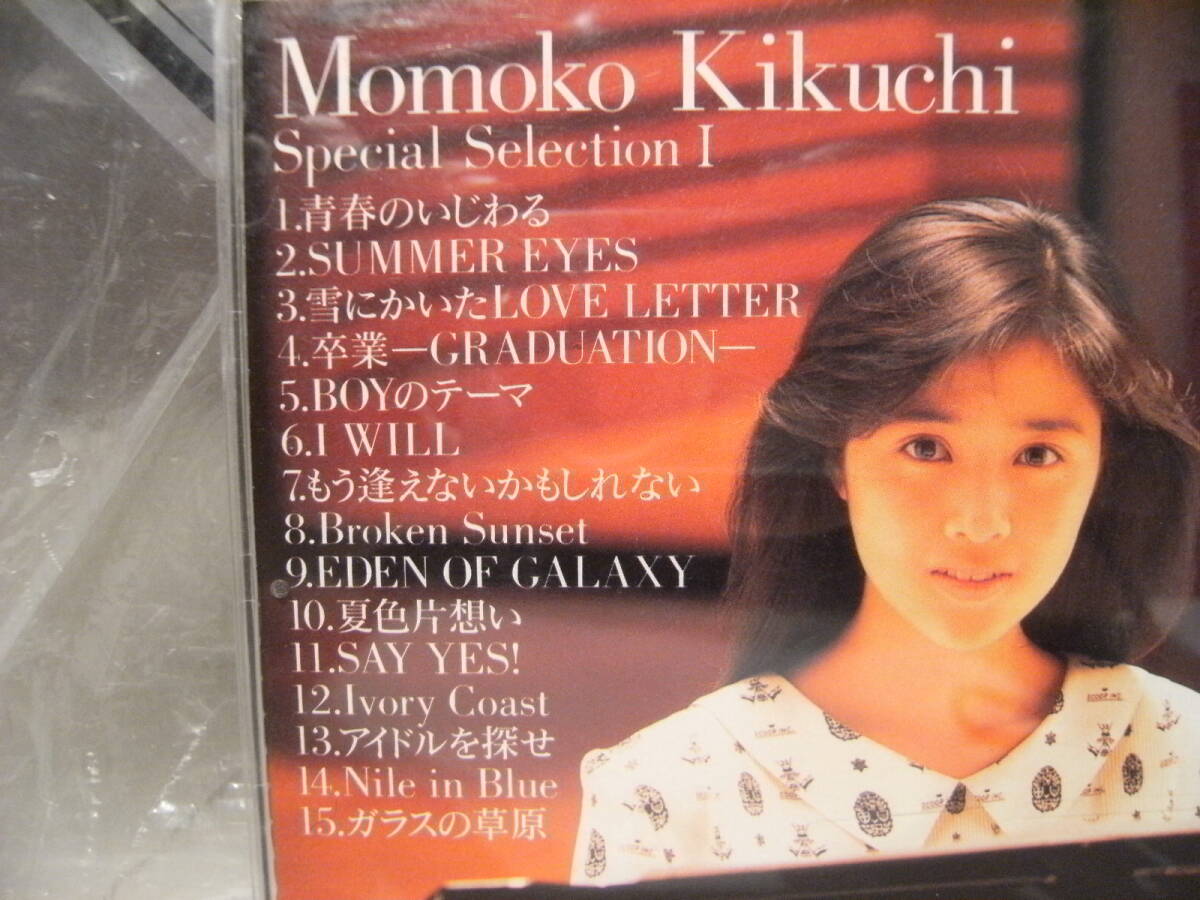 Momoko Kikuchi
Special Selection I
1.青春のいじわる
2.SUMMER EYES
3.雪にかいたLOVE LETTER
4.卒業—GRADUATION—
5.BOYのテーマ
6.I WILL
7.もう逢えないかもしれない
8.Broken Sunset
9.EDEN OF GALAXY
10.夏色片想い
11.SAY YES!
12.Ivory Coast
13.アイドルを探せ
14.Nile in Blue
15.ガラスの草原